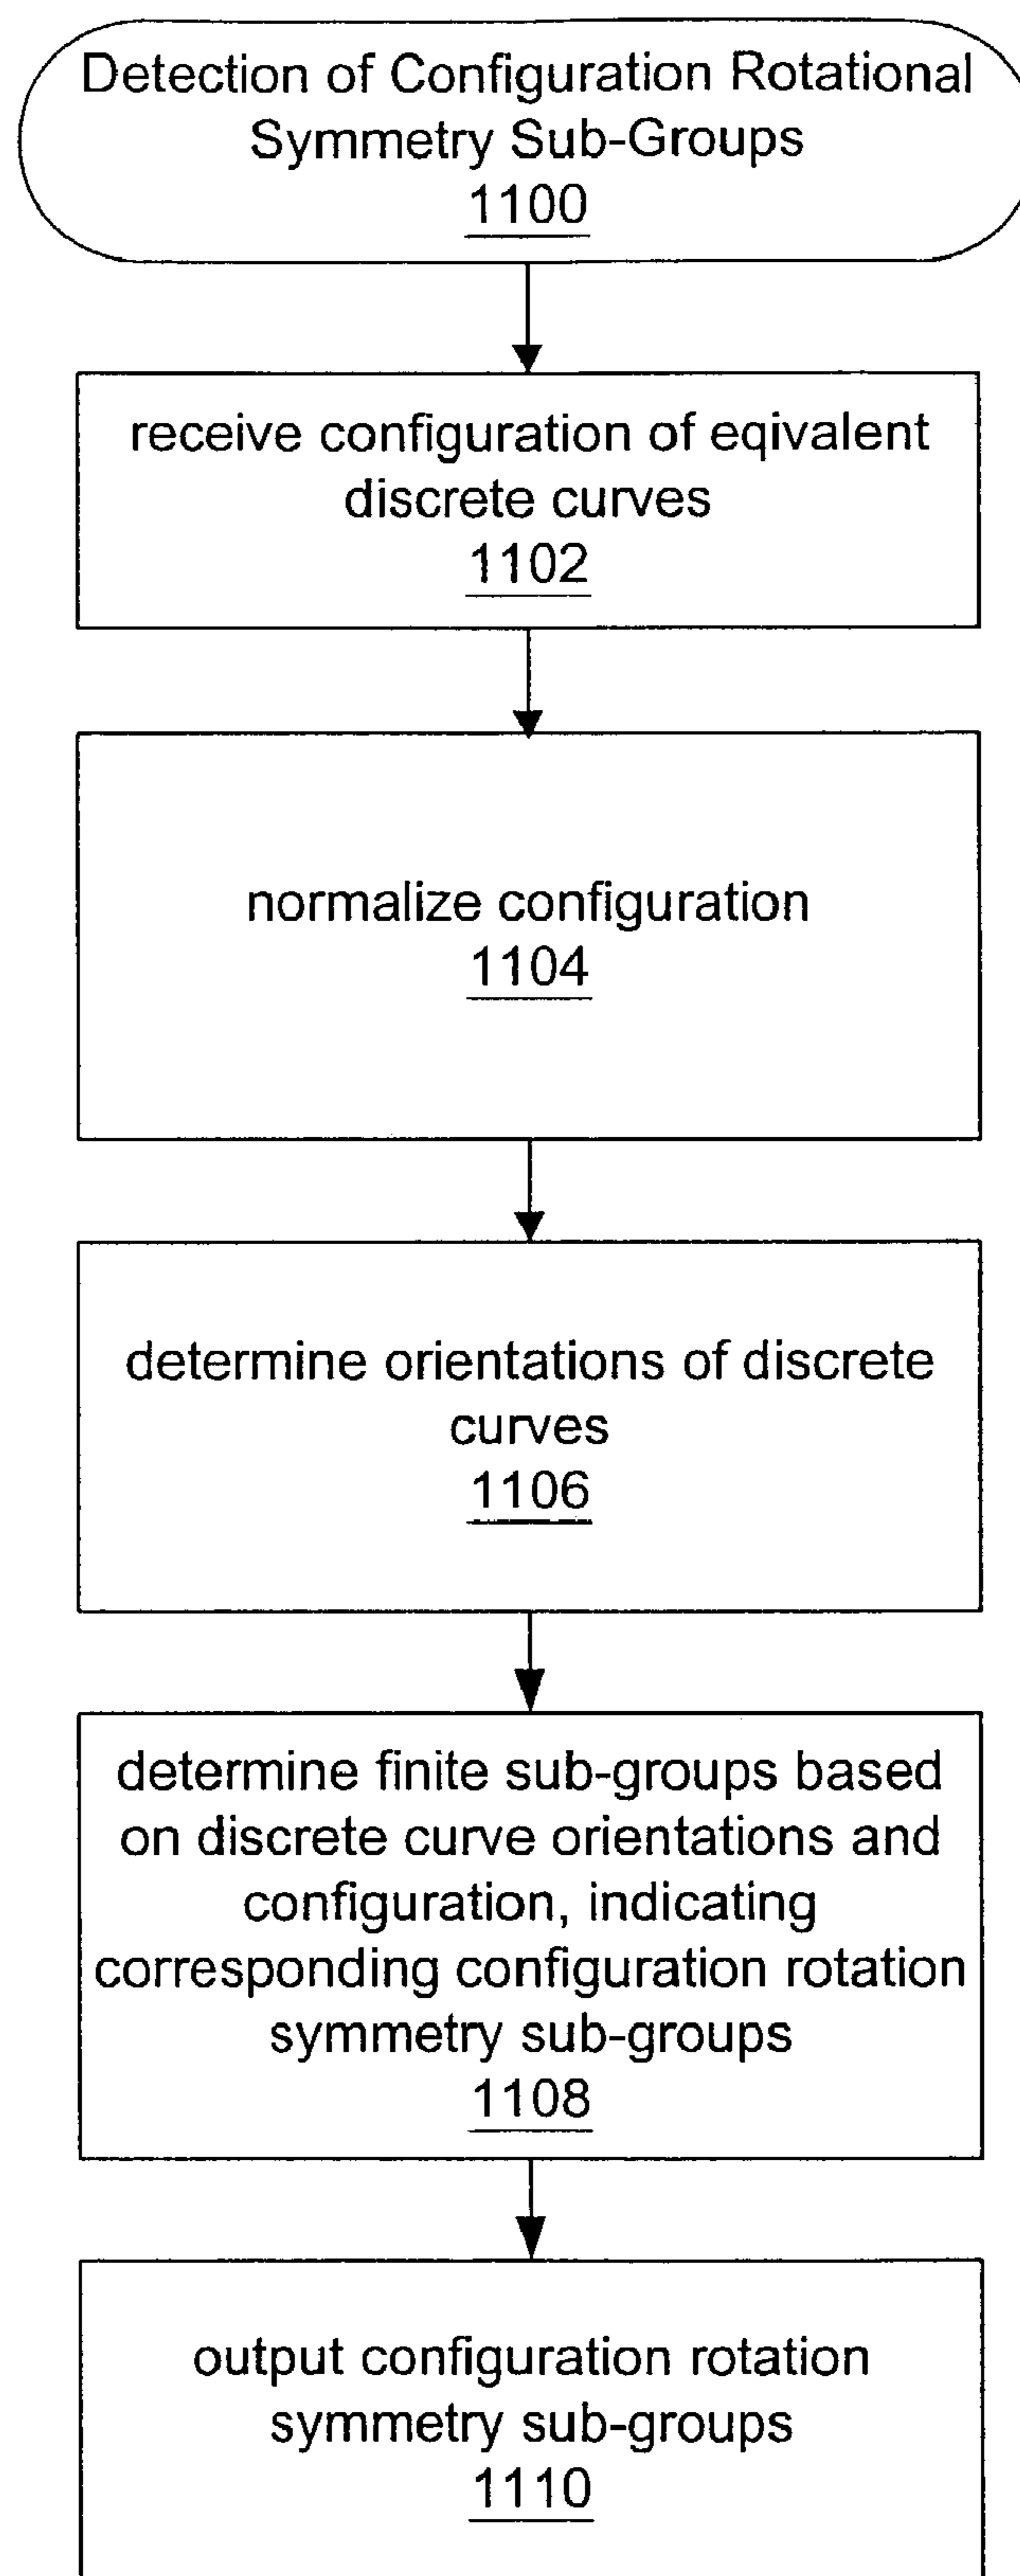 Detection of Configuration Rotational
Symmetry Sub-Groups
1100
receive configuration of eqivalent
discrete curves
1102
normalize configuration
1104
determine orientations of discrete
curves
1106
determine finite sub-groups based
on discrete curve orientations and
configuration, indicating
corresponding configuration rotation
symmetry sub-groups
1108
output configuration rotation
symmetry sub-groups
1110